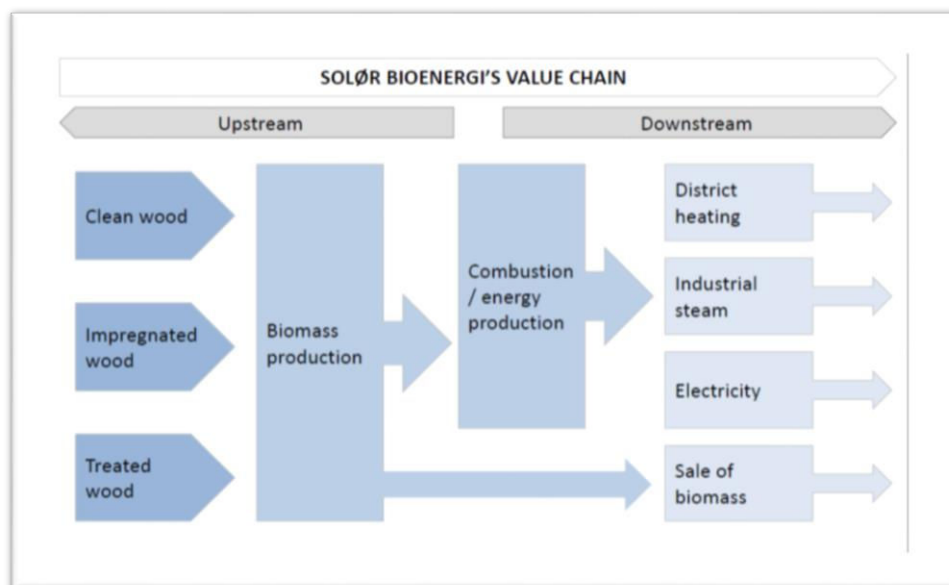 SOLØR BIOENERGI'S VALUE CHAIN
Upstream
Downstream
Clean wood
Impregnated
wood
Treated
wood
Biomass
production
Combustion
/ energy
production
District
heating
Industrial
steam
Electricity
Sale of
biomass